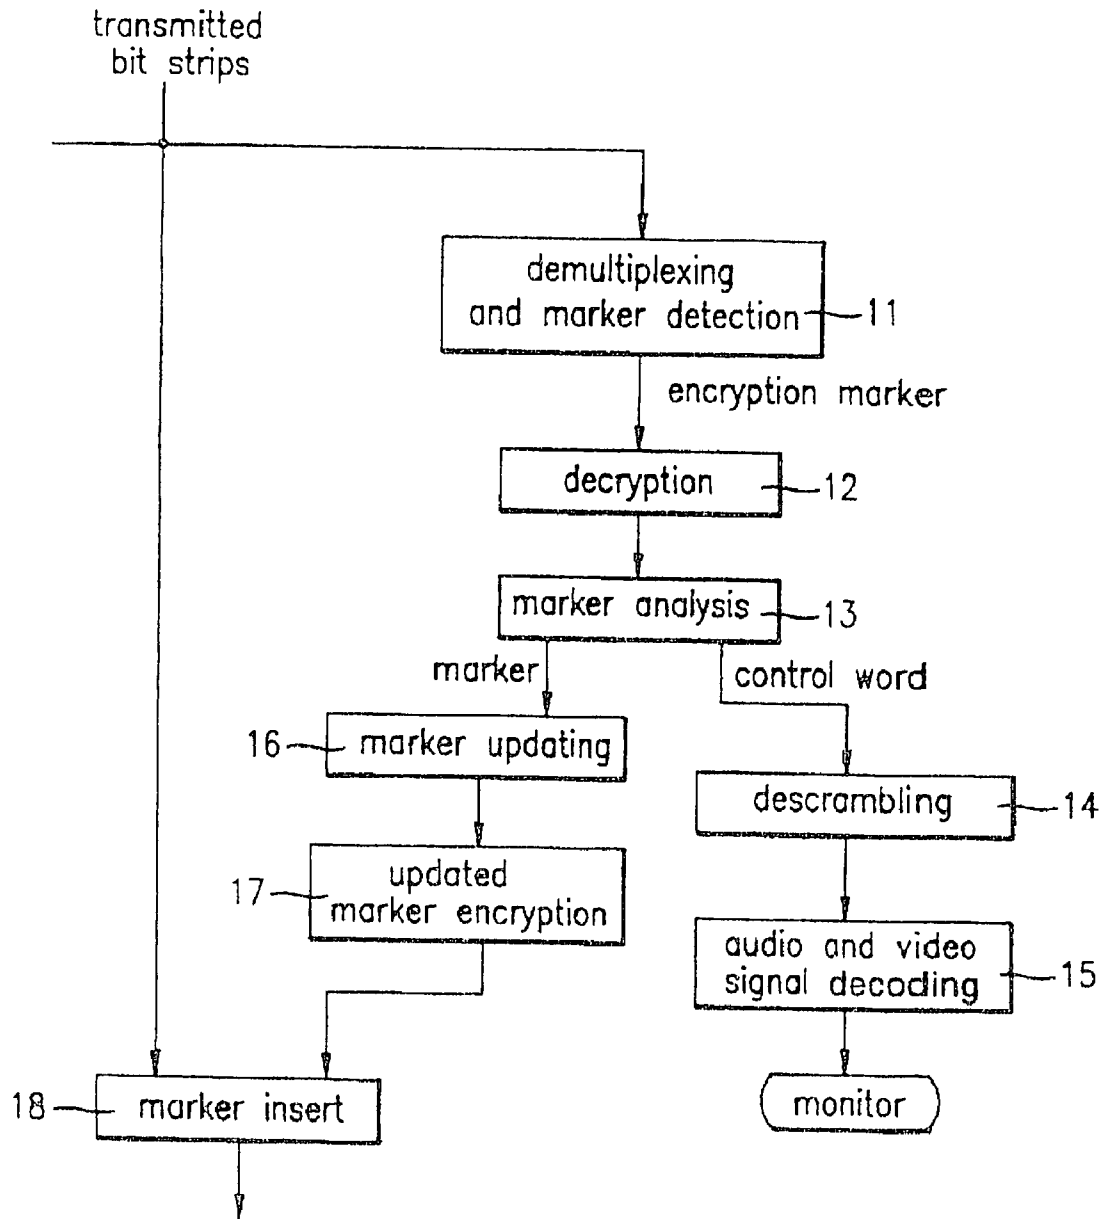 transmitted
bit strips
demultiplexing
and marker detection
11
encryption marker
decryption
12
marker analysis
13
marker
control word
16
marker updating
descrambling
14
17
updated
marker encryption
audio and video
signal decoding
15
18
marker insert
monitor